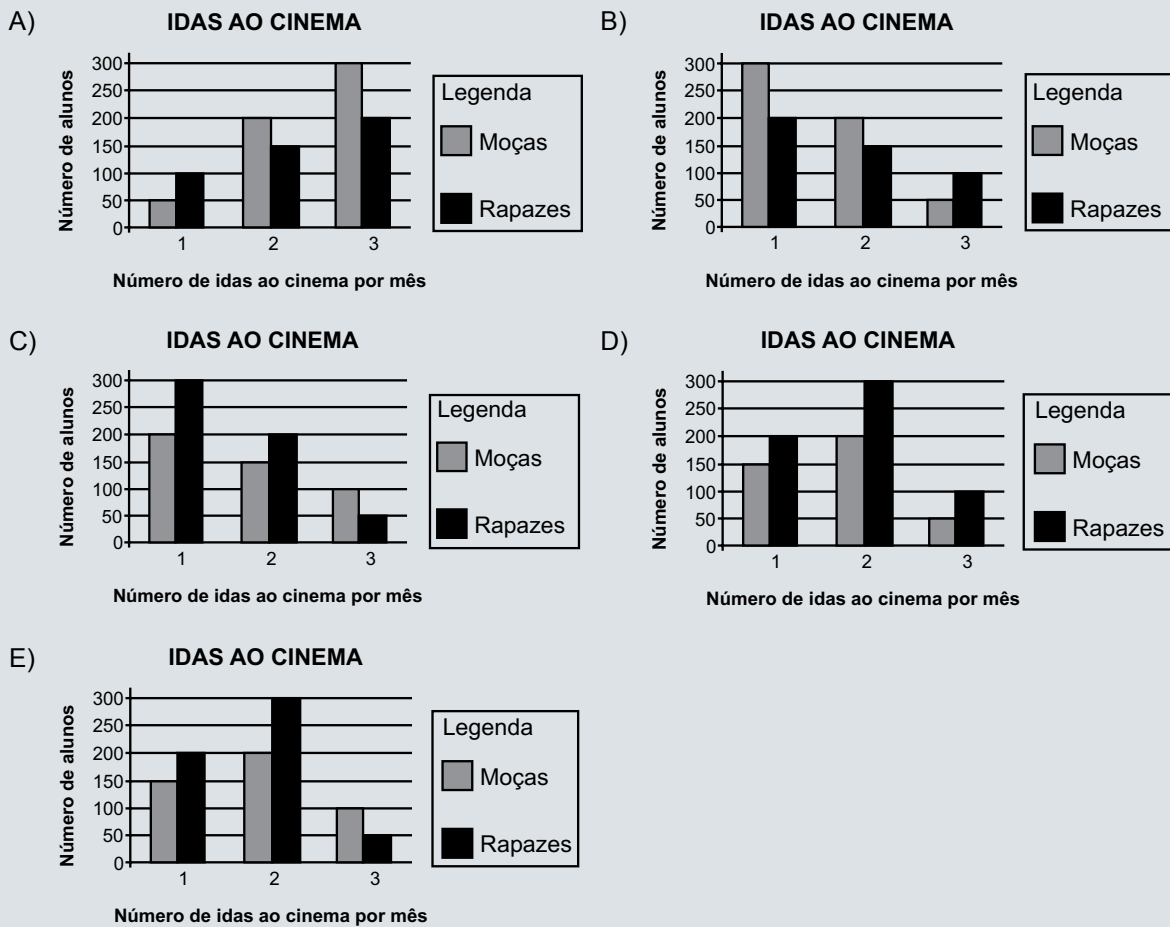 A) IDAS AO CINEMA
Número de alunos
300
250
200
150
100
50
0
1 2 3
Número de idas ao cinema por mês
Legenda
Moças
Rapazes
B) IDAS AO CINEMA
Número de alunos
300
250
200
150
100
50
0
1 2 3
Número de idas ao cinema por mês
Legenda
Moças
Rapazes
C) IDAS AO CINEMA
Número de alunos
300
250
200
150
100
50
0
1 2 3
Número de idas ao cinema por mês
Legenda
Moças
Rapazes
D) IDAS AO CINEMA
Número de alunos
300
250
200
150
100
50
0
1 2 3
Número de idas ao cinema por mês
Legenda
Moças
Rapazes
E) IDAS AO CINEMA
Número de alunos
300
250
200
150
100
50
0
1 2 3
Número de idas ao cinema por mês
Legenda
Moças
Rapazes